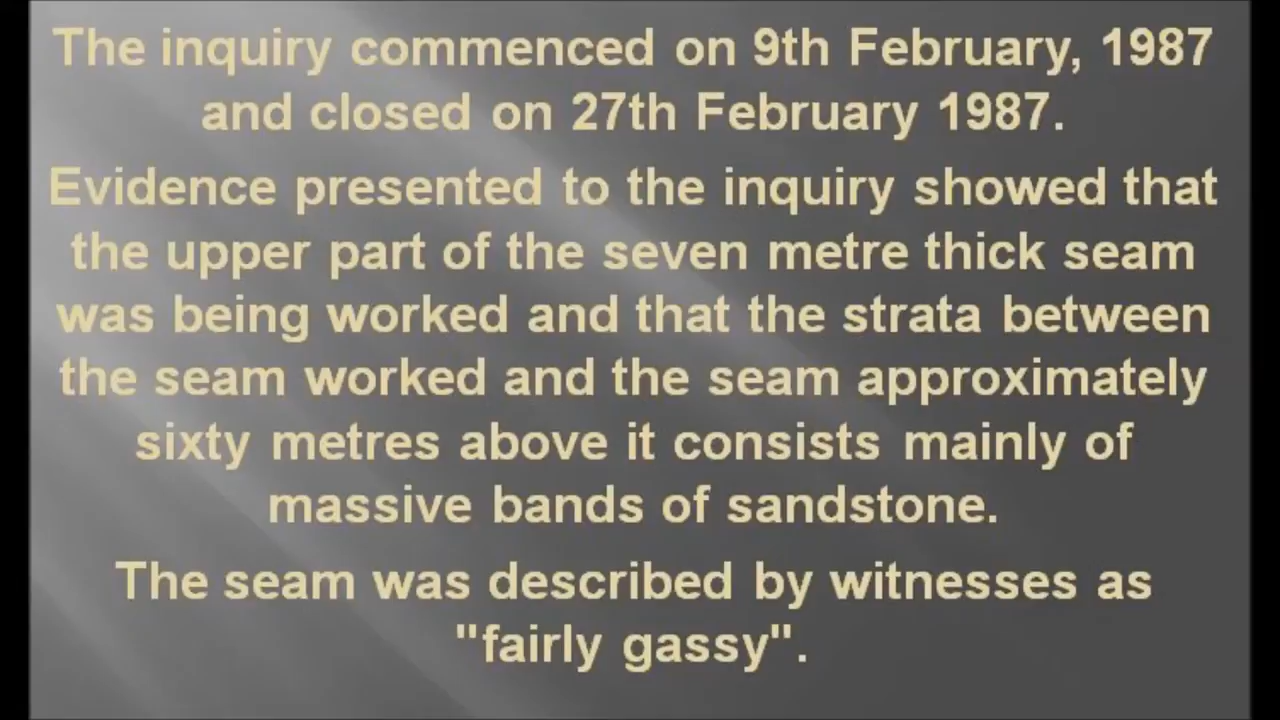 The inquiry commenced on 9th February, 1987
and closed on 27th February 1987.
Evidence presented to the inquiry showed that
the upper part of the seven metre thick seam
was being worked and that the strata between
the seam worked and the seam approximately
sixty metres above it consists mainly of
massive bands of sandstone.
The seam was described by witnesses as
"fairly gassy".